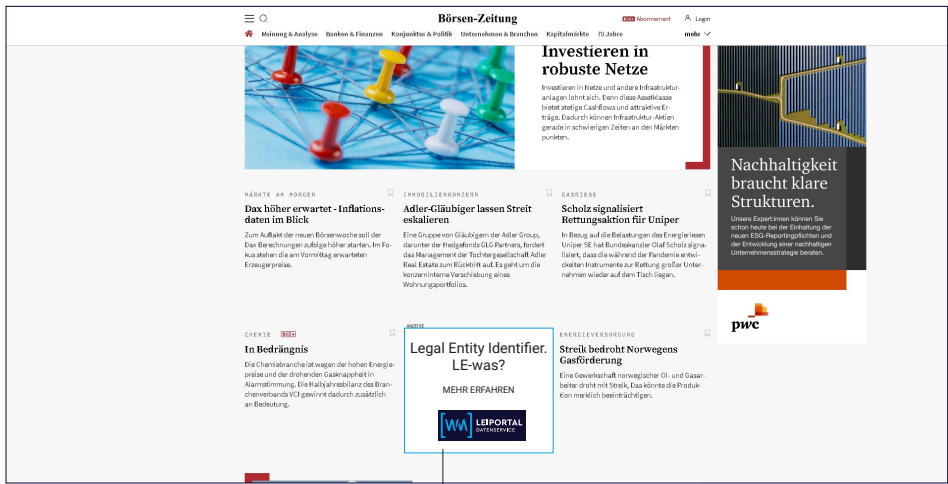 Börsen-Zeitung
BZ+ Abonnement
Login
Meinung & Analyse Banken & Finanzen Konjunktur & Politik Unternehmen & Branchen Kapitalmärkte 70 Jahre mehr
Investieren in
robuste Netze
Investieren in Netze und andere Infrastruktur-
anlagen lohnt sich. Denn diese Assetklasse
bietet stetige Cashflows und attraktive Er-
träge. Dadurch können Infrastruktur-Aktien
gerade in schwierigen Zeiten an den Märkten
punkten.
Nachhaltigkeit
braucht klare
Strukturen.
Unsere Expert:innen können Sie
schon heute bei der Einhaltung der
neuen ESG-Reportingpflichten und
der Entwicklung einer nachhaltigen
Unternehmensstrategie beraten.
pwc
MÄRKTE AM MORGEN
Dax höher erwartet - Inflations-
daten im Blick
Zum Auftakt der neuen Börsenwoche soll der
Dax Berechnungen zufolge höher starten. Im Fo-
kus stehen die am Vormittag erwarteten
Erzeugerpreise.
IMMOBILIENKONZERN
Adler-Gläubiger lassen Streit
eskalieren
Eine Gruppe von Gläubigern der Adler Group,
darunter der Hedgefonds GLG Partners, fordert
das Management der Tochtergesellschaft Adler
Real Estate zum Rücktritt auf. Es geht um die
konzerninterne Verschiebung eines
Wohnungsportfolios.
GASRIESE
Scholz signalisiert
Rettungsaktion für Uniper
In Bezug auf die Belastungen des Energieriesen
Uniper SE hat Bundeskanzler Olaf Scholz signa-
lisiert, dass die während der Pandemie entwi-
ckelten Instrumente zur Rettung großer Unter-
nehmen wieder auf dem Tisch liegen.
CHEMIE BZ+
In Bedrängnis
Die Chemiebranche ist wegen der hohen Energie-
preise und der drohenden Gasknappheit in
Alarmstimmung. Die Halbjahresbilanz des Bran-
chenverbands VCI gewinnt dadurch zusätzlich
an Bedeutung.
ANZEIGE
Legal Entity Identifier.
LE-was?
MEHR ERFAHREN
WM LEIPORTAL
DATENSERVICE
ENERGIEVERSORGUNG
Streik bedroht Norwegens
Gasförderung
Eine Gewerkschaft norwegischer Öl- und Gasar-
beiter droht mit Streik. Das könnte die Produk-
tion merklich beeinträchtigen.